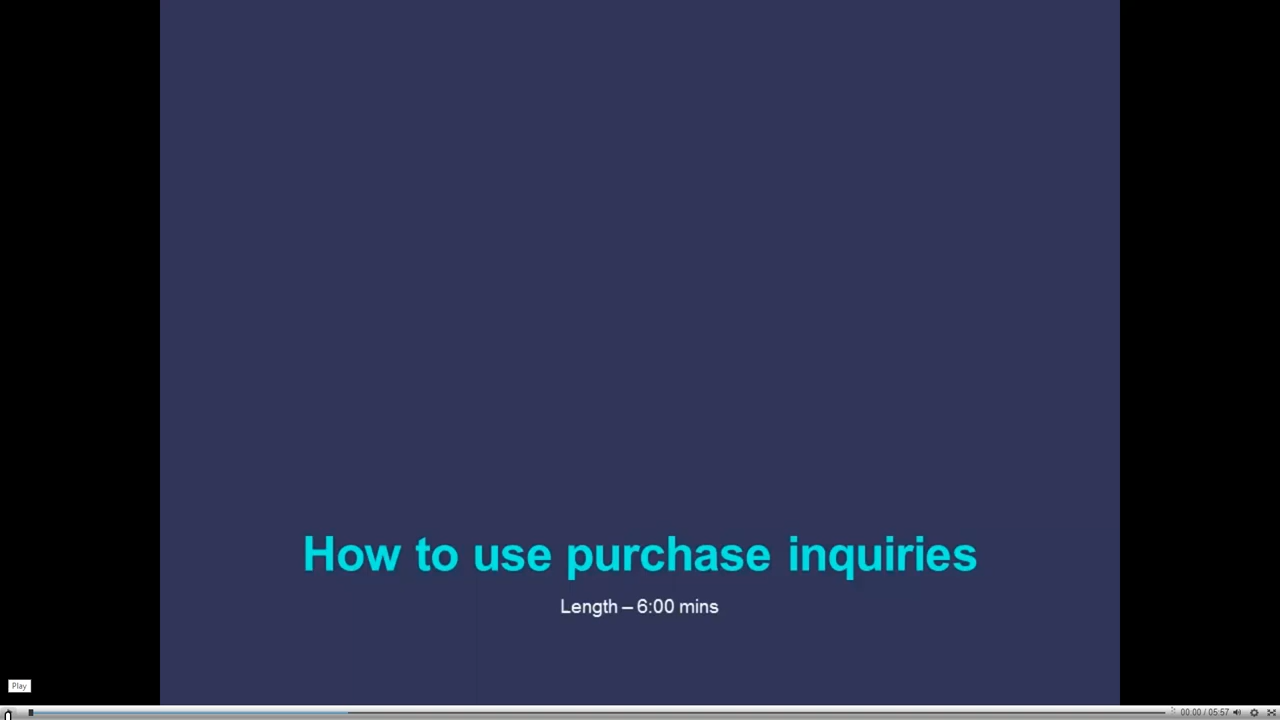 How to use purchase inquiries
Length – 6:00 mins
Play
00:00 / 05:57